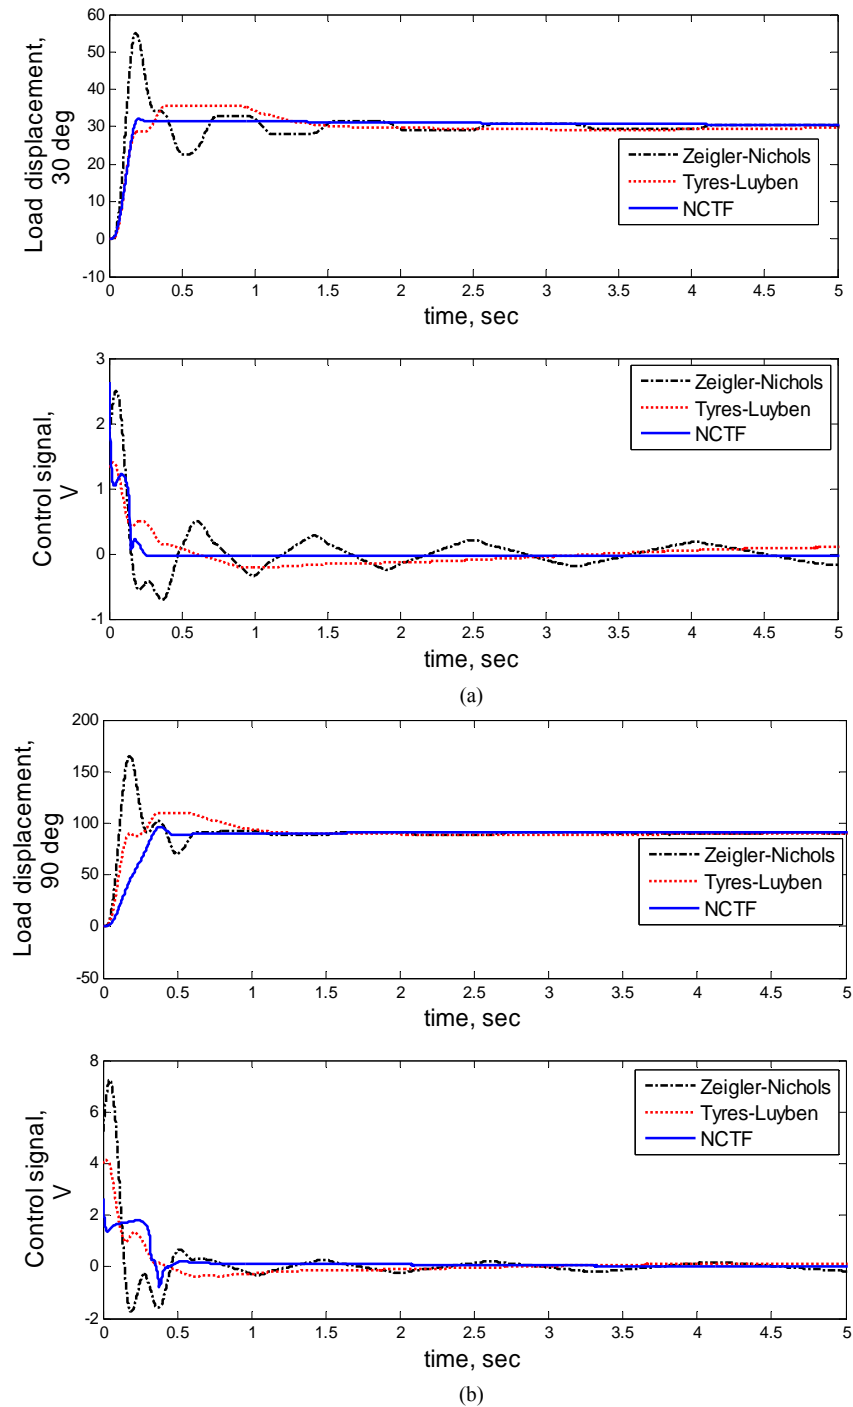 60
50
40
30
20
10
0
-10
Load displacement,
30 deg
Zeigler-Nichols
Tyres-Luyben
NCTF
0 0.5 1 1.5 2 2.5 3 3.5 4 4.5 5
time, sec
3
2
1
0
-1
Control signal,
V
Zeigler-Nichols
Tyres-Luyben
NCTF
0 0.5 1 1.5 2 2.5 3 3.5 4 4.5 5
time, sec
(a)
200
150
100
50
0
-50
Load displacement,
90 deg
Zeigler-Nichols
Tyres-Luyben
NCTF
0 0.5 1 1.5 2 2.5 3 3.5 4 4.5 5
time, sec
8
6
4
2
0
-2
Control signal,
V
Zeigler-Nichols
Tyres-Luyben
NCTF
0 0.5 1 1.5 2 2.5 3 3.5 4 4.5 5
time, sec
(b)